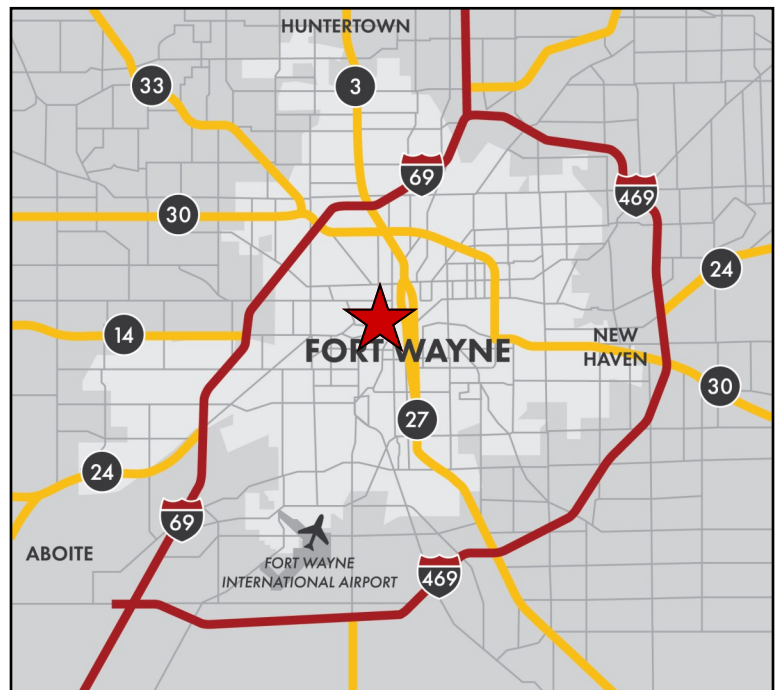 HUNTERTOWN
33
3
69
469
30
24
14
NEW
HAVEN
FORT WAYNE
30
27
24
69
ABOITE
FORT WAYNE
INTERNATIONAL AIRPORT
469